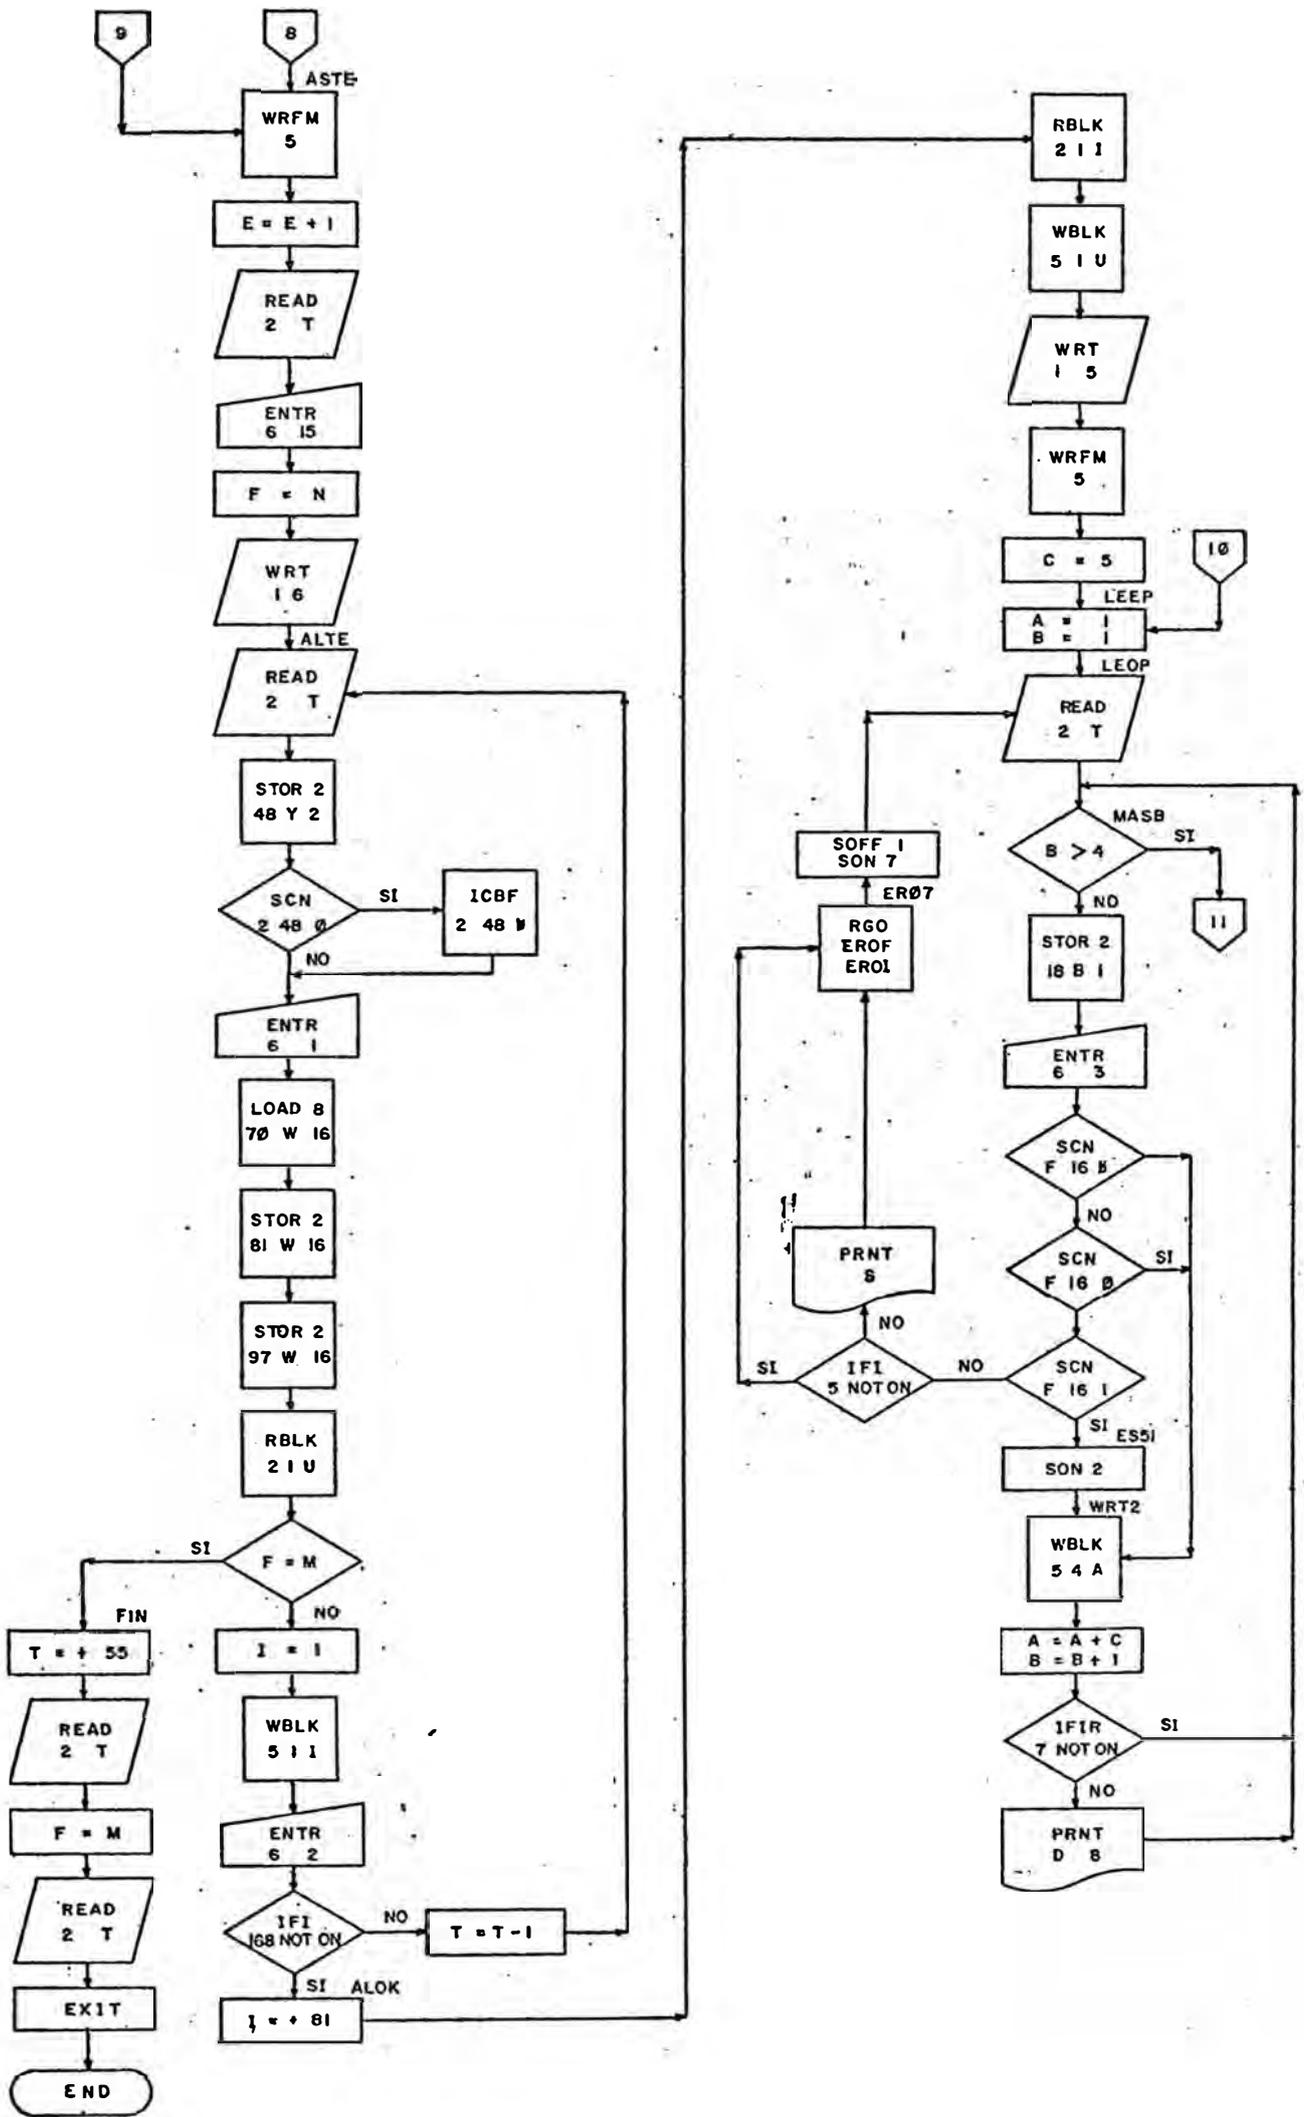 9
8
ASTE
WRFM
5
E = E + 1
READ
2 T
ENTR
6 15
F = N
WRT
1 6
ALTE
READ
2 T
STOR 2
48 Y 2
SCN
2 48 Ø
SI
ICBF
2 48 ƀ
NO
ENTR
6 1
LOAD 8
7Ø W 16
STOR 2
81 W 16
STOR 2
97 W 16
RBLK
2 1 U
F = M
SI
NO
FIN
T = + 55
READ
2 T
F = M
READ
2 T
EXIT
END
I = 1
WBLK
5 1 I
ENTR
6 2
IFI
168 NOT ON
NO
T = T - 1
SI
ALOK
I = + 81
RBLK
2 1 I
WBLK
5 1 U
WRT
1 5
WRFM
5
C = 5
1Ø
LEEP
A = 1
B = 1
LEOP
READ
2 T
MASB
B > 4
SI
11
NO
STOR 2
18 B 1
ENTR
6 3
SCN
F 16 ƀ
NO
SCN
F 16 Ø
SI
SCN
F 16 1
NO
IFI
5 NOT ON
SI
NO
PRNT
8
RGO
EROF
EROI
ERØ7
SOFF 1
SON 7
SI
ES51
SON 2
WRT2
WBLK
5 4 A
A = A + C
B = B + 1
IFIR
7 NOT ON
SI
NO
PRNT
D 8